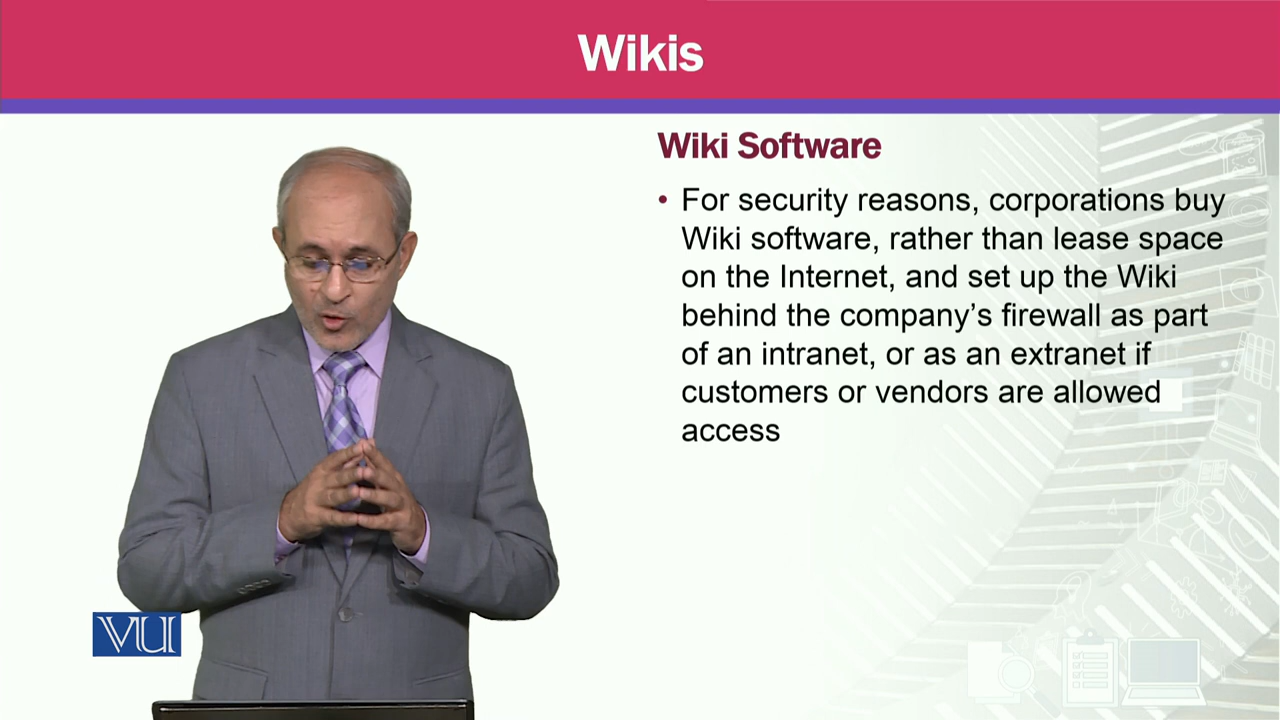 Wikis
Wiki Software
• For security reasons, corporations buy
Wiki software, rather than lease space
on the Internet, and set up the Wiki
behind the company’s firewall as part
of an intranet, or as an extranet if
customers or vendors are allowed
access
VU